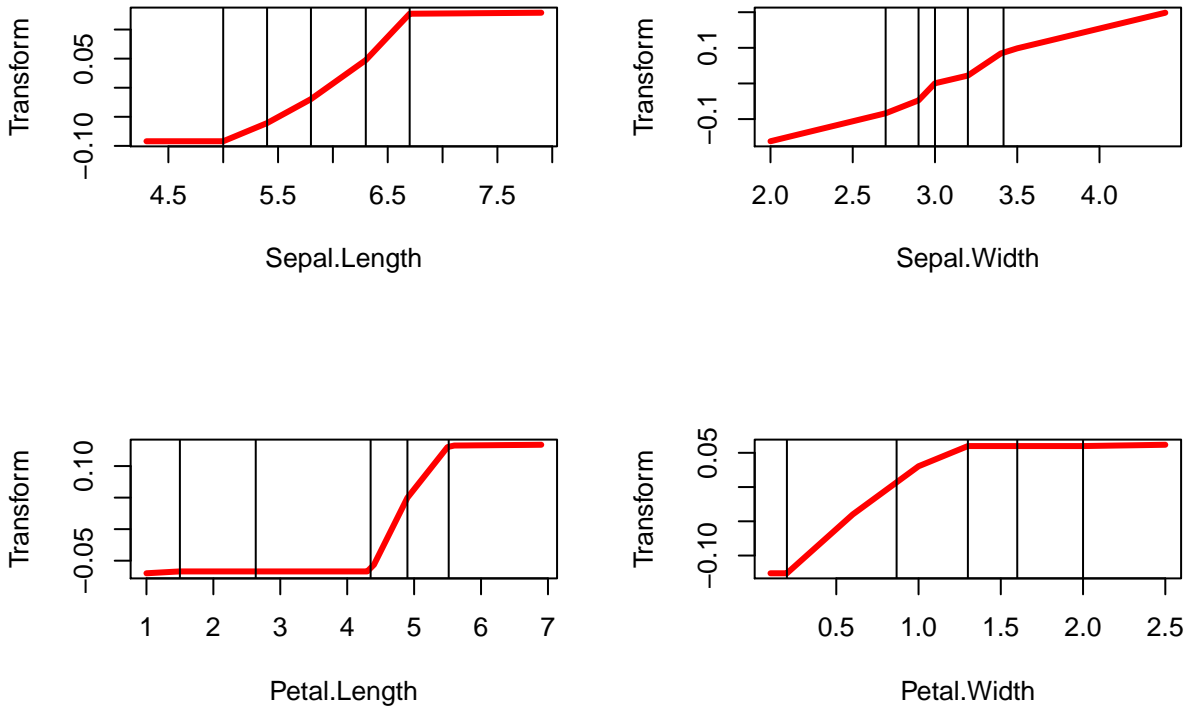 Transform
0.05
−0.10
4.5 5.5 6.5 7.5
Sepal.Length
Transform
0.1
−0.1
2.0 2.5 3.0 3.5 4.0
Sepal.Width
Transform
0.10
−0.05
1 2 3 4 5 6 7
Petal.Length
Transform
0.05
−0.10
0.5 1.0 1.5 2.0 2.5
Petal.Width